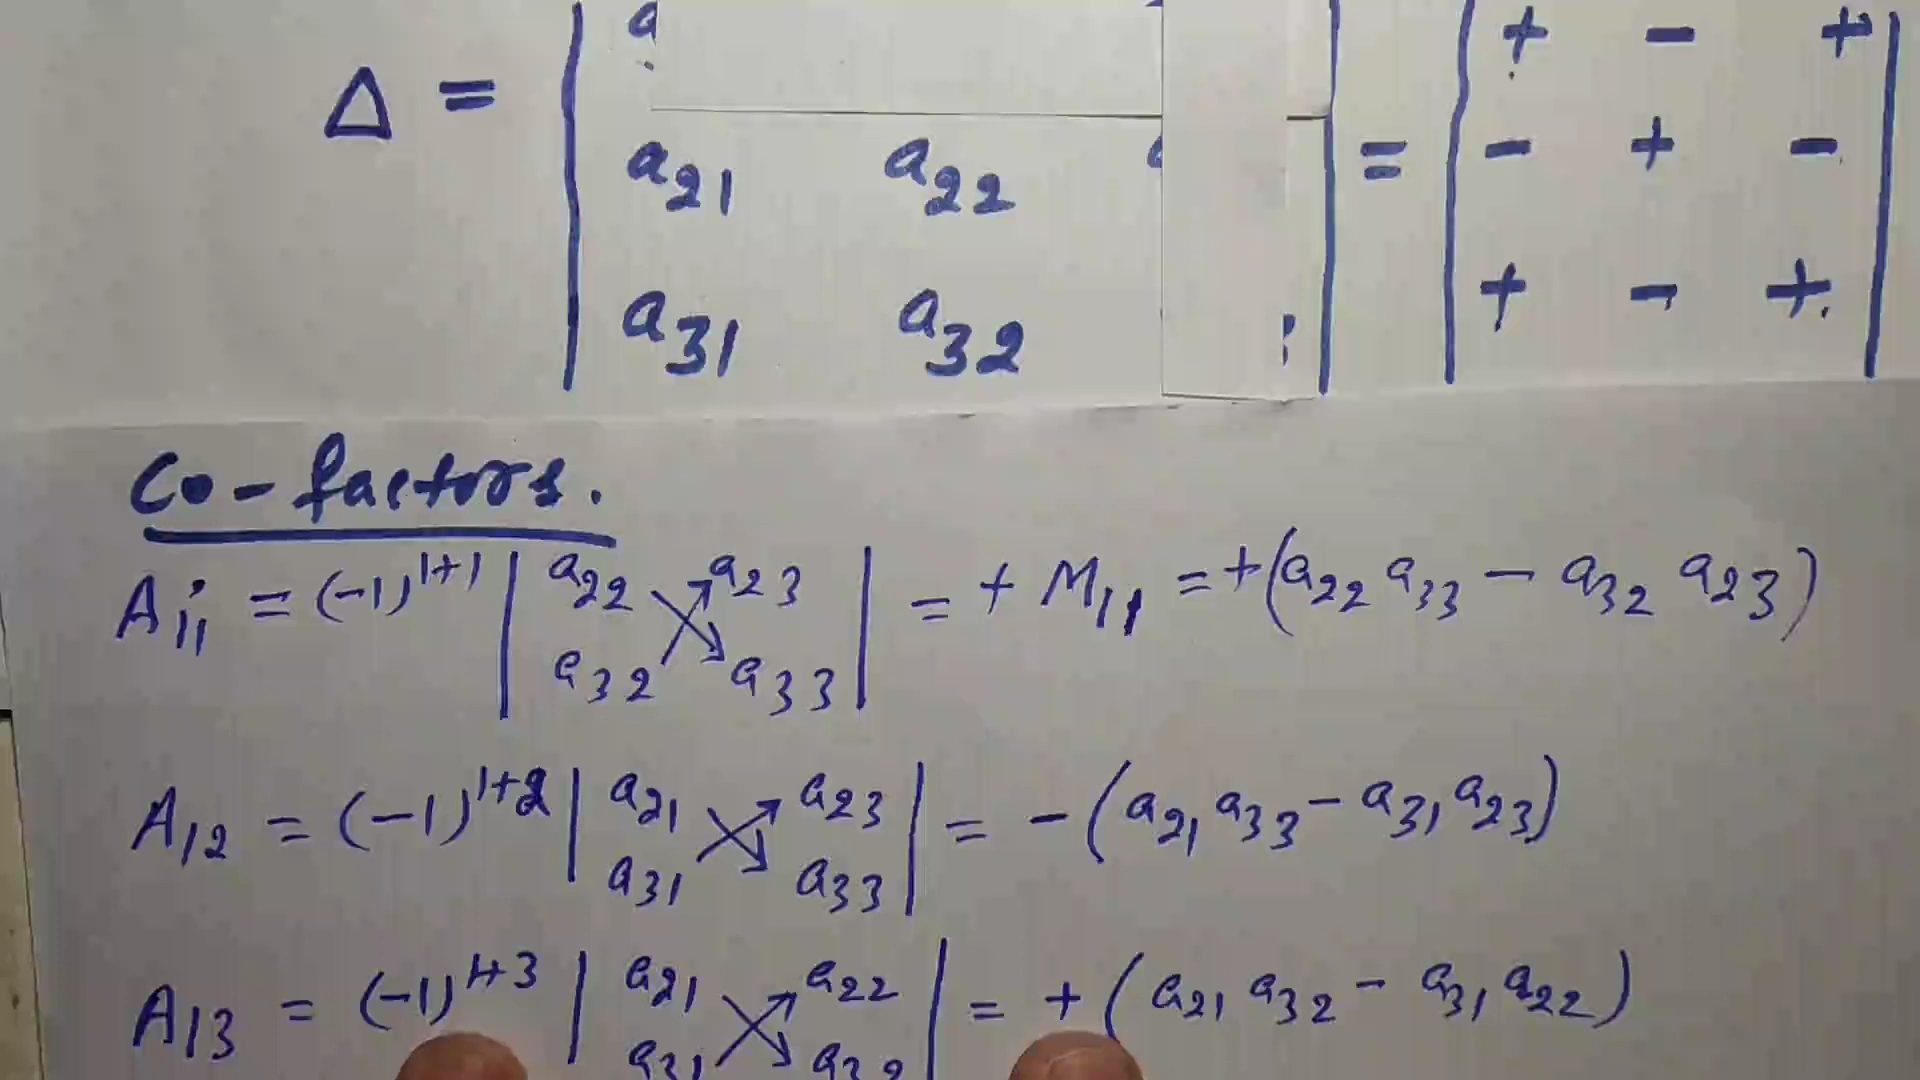 a + - +
Δ = | a21 a22 | = | - + - |
a31 a32 + - +
Co-factors.
A11 = (-1)^1+1 | a22 a23 | = + M11 = +(a22 a33 - a32 a23)
a32 a33
A12 = (-1)^1+2 | a21 a23 | = - (a21 a33 - a31 a23)
a31 a33
A13 = (-1)^1+3 | a21 a22 | = + (a21 a32 - a31 a22)
a31 a32